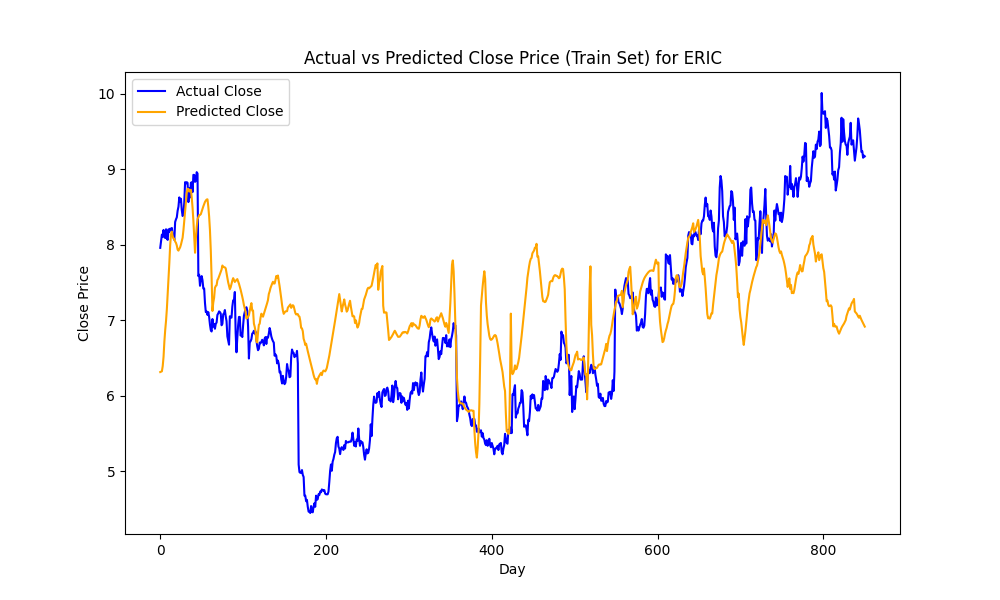 Actual vs Predicted Close Price (Train Set) for ERIC
Actual Close
Predicted Close
Close Price
10
9
8
7
6
5
0 200 400 600 800
Day